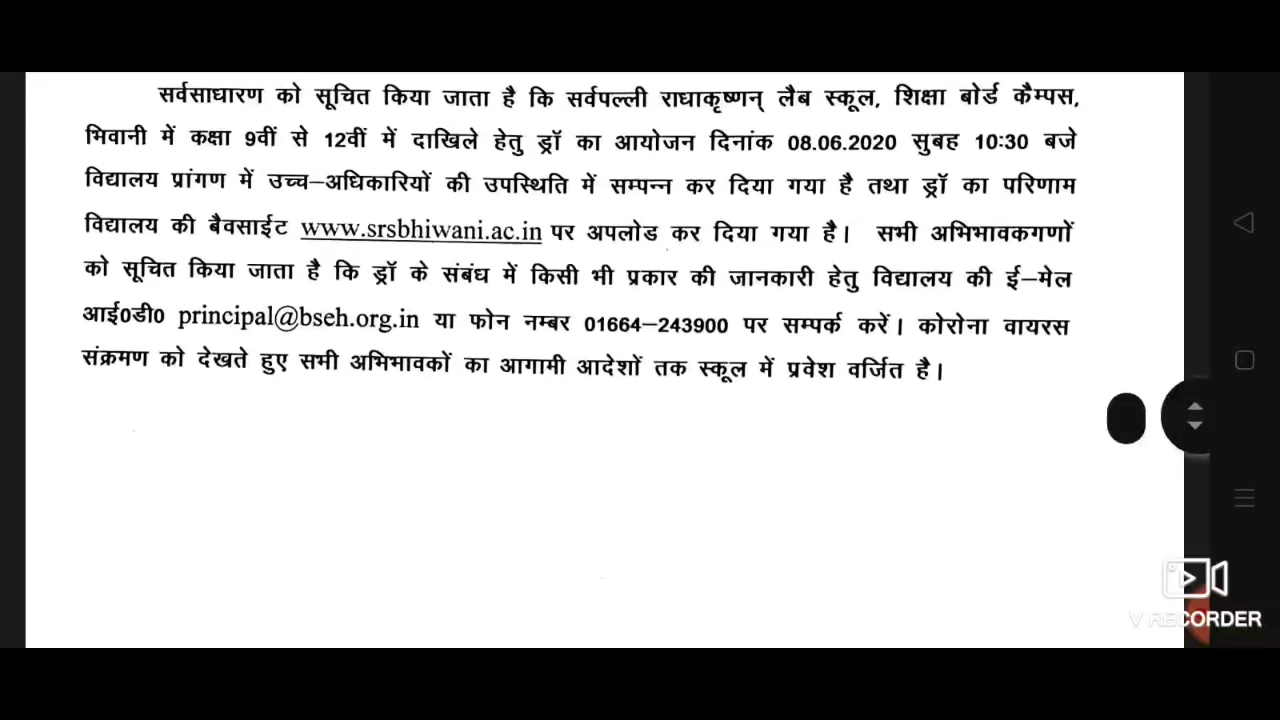 सर्वसाधारण को सूचित किया जाता है कि सर्वपल्ली राधाकृष्णन् लैब स्कूल, शिक्षा बोर्ड कैम्पस,
भिवानी में कक्षा 9वीं से 12वीं में दाखिले हेतु ड्रॉ का आयोजन दिनांक 08.06.2020 सुबह 10:30 बजे
विद्यालय प्रांगण में उच्च–अधिकारियों की उपस्थिति में सम्पन्न कर दिया गया है तथा ड्रॉ का परिणाम
विद्यालय की बैवसाईट www.srsbhiwani.ac.in पर अपलोड कर दिया गया है। सभी अभिभावकगणों
को सूचित किया जाता है कि ड्रॉ के संबंध में किसी भी प्रकार की जानकारी हेतु विद्यालय की ई–मेल
आई0डी0 principal@bseh.org.in या फोन नम्बर 01664–243900 पर सम्पर्क करें। कोरोना वायरस
संक्रमण को देखते हुए सभी अभिभावकों का आगामी आदेशों तक स्कूल में प्रवेश वर्जित है।
V RECORDER